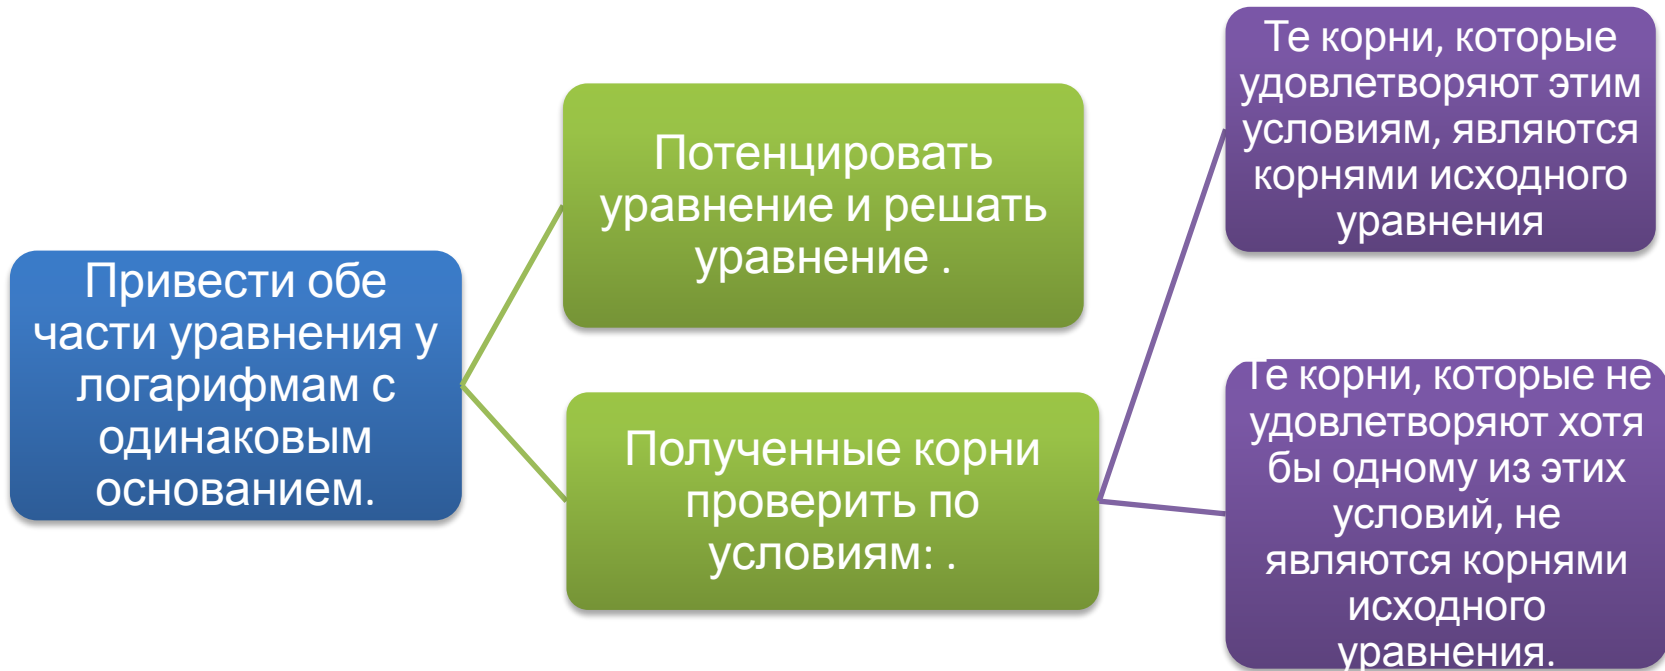 Привести обе
части уравнения у
логарифмам с
одинаковым
основанием.
Потенцировать
уравнение и решать
уравнение .
Полученные корни
проверить по
условиям: .
Те корни, которые
удовлетворяют этим
условиям, являются
корнями исходного
уравнения
Те корни, которые не
удовлетворяют хотя
бы одному из этих
условий, не
являются корнями
исходного
уравнения.